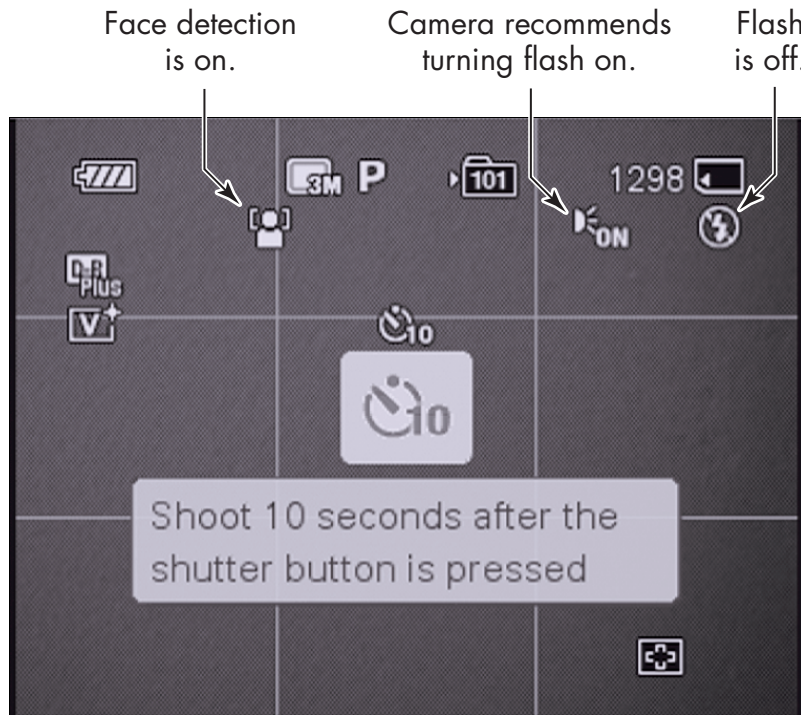 Face detection
is on.
Camera recommends
turning flash on.
Flash
is off.
3M P 101 1298
ON
D-R
Plus
V+
10
10
Shoot 10 seconds after the
shutter button is pressed